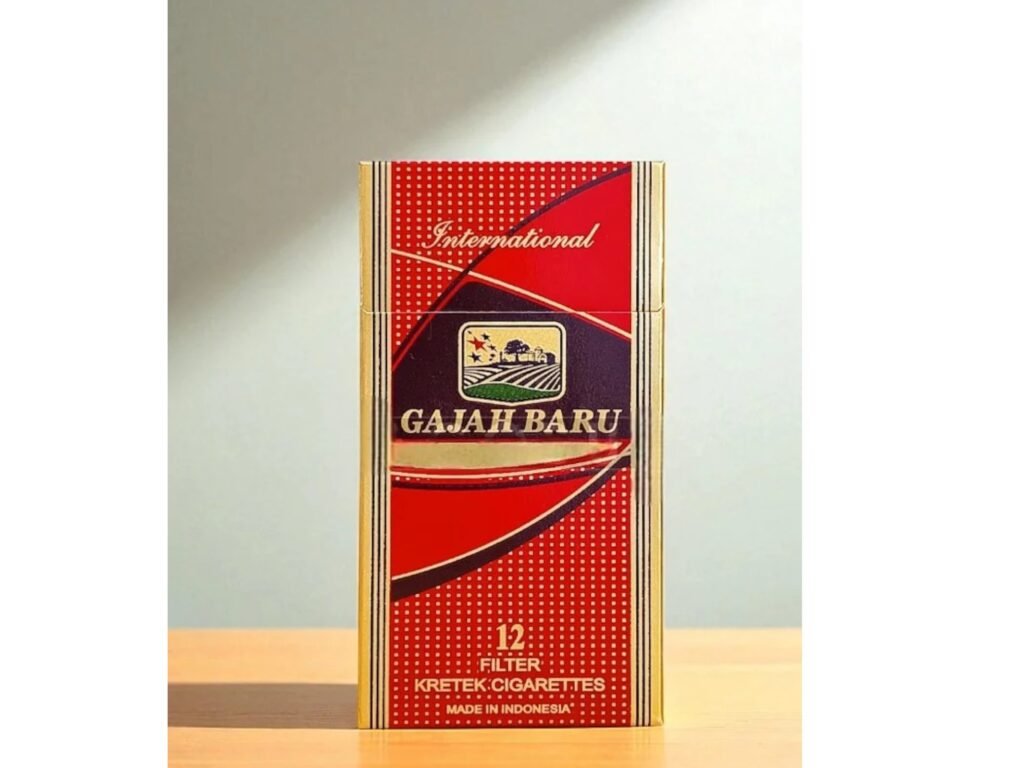 International
GAJAH BARU
12
FILTER
KRETEK CIGARETTES
MADE IN INDONESIA